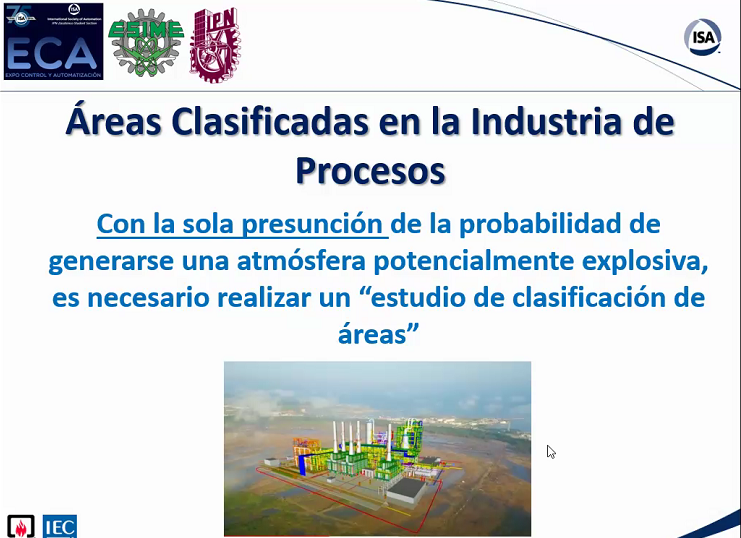 75
ISA
International Society of Automation
IPN Zacatenco Student Section
ECA
EXPO CONTROL Y AUTOMATIZACIÓN
ESIME
IPN
ISA
Áreas Clasificadas en la Industria de
Procesos
Con la sola presunción de la probabilidad de
generarse una atmósfera potencialmente explosiva,
es necesario realizar un “estudio de clasificación de
áreas”
IEC